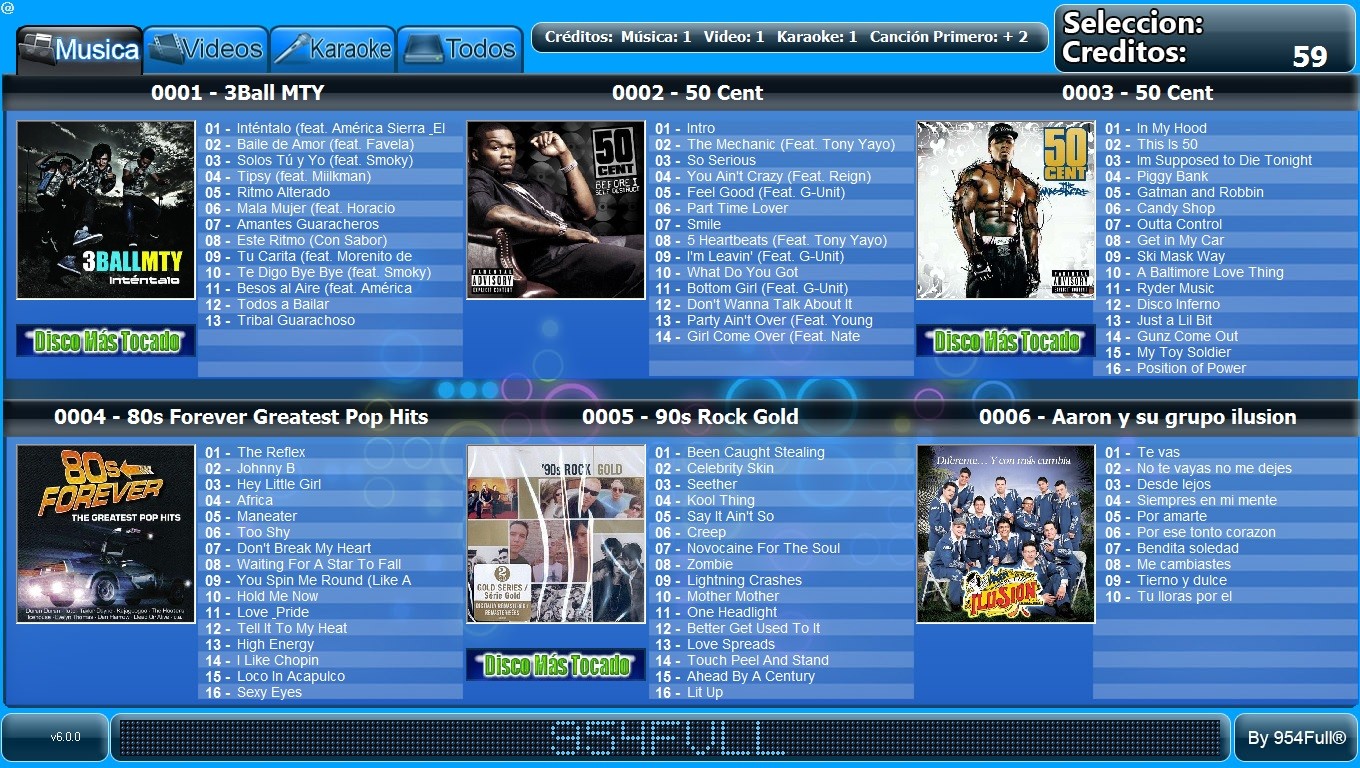 @
Musica
Videos
Karaoke
Todos
Créditos: Música: 1 Video: 1 Karaoke: 1 Canción Primero: + 2
Seleccion:
Creditos: 59
0001 - 3Ball MTY
3BALLMTY
Inténtalo
Disco Más Tocado
01 - Inténtalo (feat. América Sierra _El
02 - Baile de Amor (feat. Favela)
03 - Solos Tú y Yo (feat. Smoky)
04 - Tipsy (feat. Miilkman)
05 - Ritmo Alterado
06 - Mala Mujer (feat. Horacio
07 - Amantes Guaracheros
08 - Este Ritmo (Con Sabor)
09 - Tu Carita (feat. Morenito de
10 - Te Digo Bye Bye (feat. Smoky)
11 - Besos al Aire (feat. América
12 - Todos a Bailar
13 - Tribal Guarachoso
0002 - 50 Cent
50
CENT
BEFORE I
SELF DESTRUCT
PARENTAL
ADVISORY
EXPLICIT CONTENT
01 - Intro
02 - The Mechanic (Feat. Tony Yayo)
03 - So Serious
04 - You Ain't Crazy (Feat. Reign)
05 - Feel Good (Feat. G-Unit)
06 - Part Time Lover
07 - Smile
08 - 5 Heartbeats (Feat. Tony Yayo)
09 - I'm Leavin' (Feat. G-Unit)
10 - What Do You Got
11 - Bottom Girl (Feat. G-Unit)
12 - Don't Wanna Talk About It
13 - Party Ain't Over (Feat. Young
14 - Girl Come Over (Feat. Nate
0003 - 50 Cent
50
CENT
THE
MASSACRE
PARENTAL
ADVISORY
EXPLICIT CONTENT
Disco Más Tocado
01 - In My Hood
02 - This Is 50
03 - Im Supposed to Die Tonight
04 - Piggy Bank
05 - Gatman and Robbin
06 - Candy Shop
07 - Outta Control
08 - Get in My Car
09 - Ski Mask Way
10 - A Baltimore Love Thing
11 - Ryder Music
12 - Disco Inferno
13 - Just a Lil Bit
14 - Gunz Come Out
15 - My Toy Soldier
16 - Position of Power
0004 - 80s Forever Greatest Pop Hits
80s
FOREVER
THE GREATEST POP HITS
Duran Duran · Toto · Taylor Dayne · Kajagoogoo · The Hooters
Icehouse · Evelyn Thomas · Den Harrow · Dead Or Alive · c.a.
01 - The Reflex
02 - Johnny B
03 - Hey Little Girl
04 - Africa
05 - Maneater
06 - Too Shy
07 - Don't Break My Heart
08 - Waiting For A Star To Fall
09 - You Spin Me Round (Like A
10 - Hold Me Now
11 - Love _Pride
12 - Tell It To My Heat
13 - High Energy
14 - I Like Chopin
15 - Loco In Acapulco
16 - Sexy Eyes
0005 - 90s Rock Gold
'90s ROCK GOLD
2
GOLD SERIES /
Série Gold
DIGITALLY REMASTERED /
REMASTERISÉES
Disco Más Tocado
01 - Been Caught Stealing
02 - Celebrity Skin
03 - Seether
04 - Kool Thing
05 - Say It Ain't So
06 - Creep
07 - Novocaine For The Soul
08 - Zombie
09 - Lightning Crashes
10 - Mother Mother
11 - One Headlight
12 - Better Get Used To It
13 - Love Spreads
14 - Touch Peel And Stand
15 - Ahead By A Century
16 - Lit Up
0006 - Aaron y su grupo ilusion
Diferente... Y con más cumbia
ILUSIÓN
01 - Te vas
02 - No te vayas no me dejes
03 - Desde lejos
04 - Siempres en mi mente
05 - Por amarte
06 - Por ese tonto corazon
07 - Bendita soledad
08 - Me cambiastes
09 - Tierno y dulce
10 - Tu lloras por el
v6.0.0
954FULL
By 954Full®